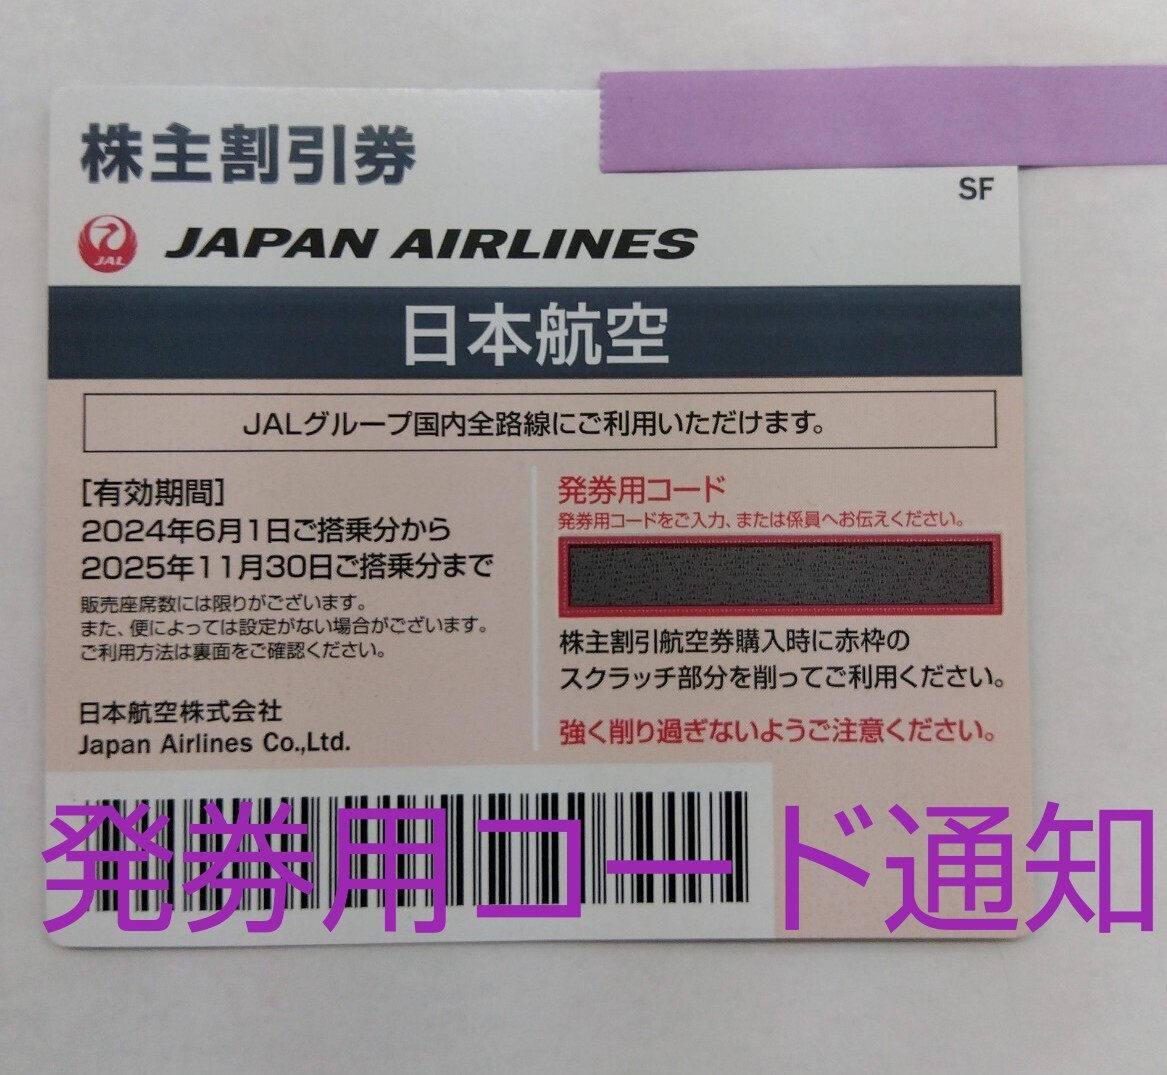 株主割引券
SF
JAL
JAPAN AIRLINES
日本航空
JALグループ国内全路線にご利用いただけます。
[有効期間]
2024年6月1日ご搭乗分から
2025年11月30日ご搭乗分まで
販売座席数には限りがございます。
また、便によっては設定がない場合がございます。
ご利用方法は裏面をご確認ください。
日本航空株式会社
Japan Airlines Co.,Ltd.
発券用コード
発券用コードをご入力、または係員へお伝えください。
株主割引航空券購入時に赤枠の
スクラッチ部分を削ってご利用ください。
強く削り過ぎないようご注意ください。
発券用コード通知